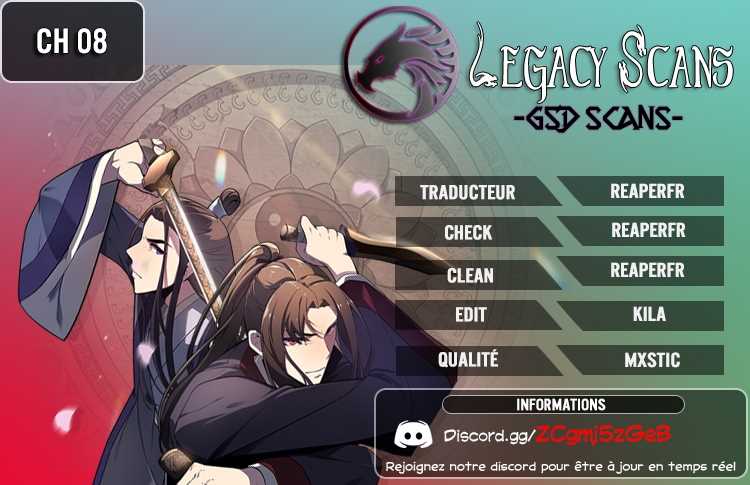 CH 08
LEGACY SCANS
-GSD SCANS-
TRADUCTEUR REAPERFR
CHECK REAPERFR
CLEAN REAPERFR
EDIT KILA
QUALITÉ MXSTIC
INFORMATIONS
Discord.gg/ZCgmj5zGeB
Rejoignez notre discord pour être à jour en temps réel